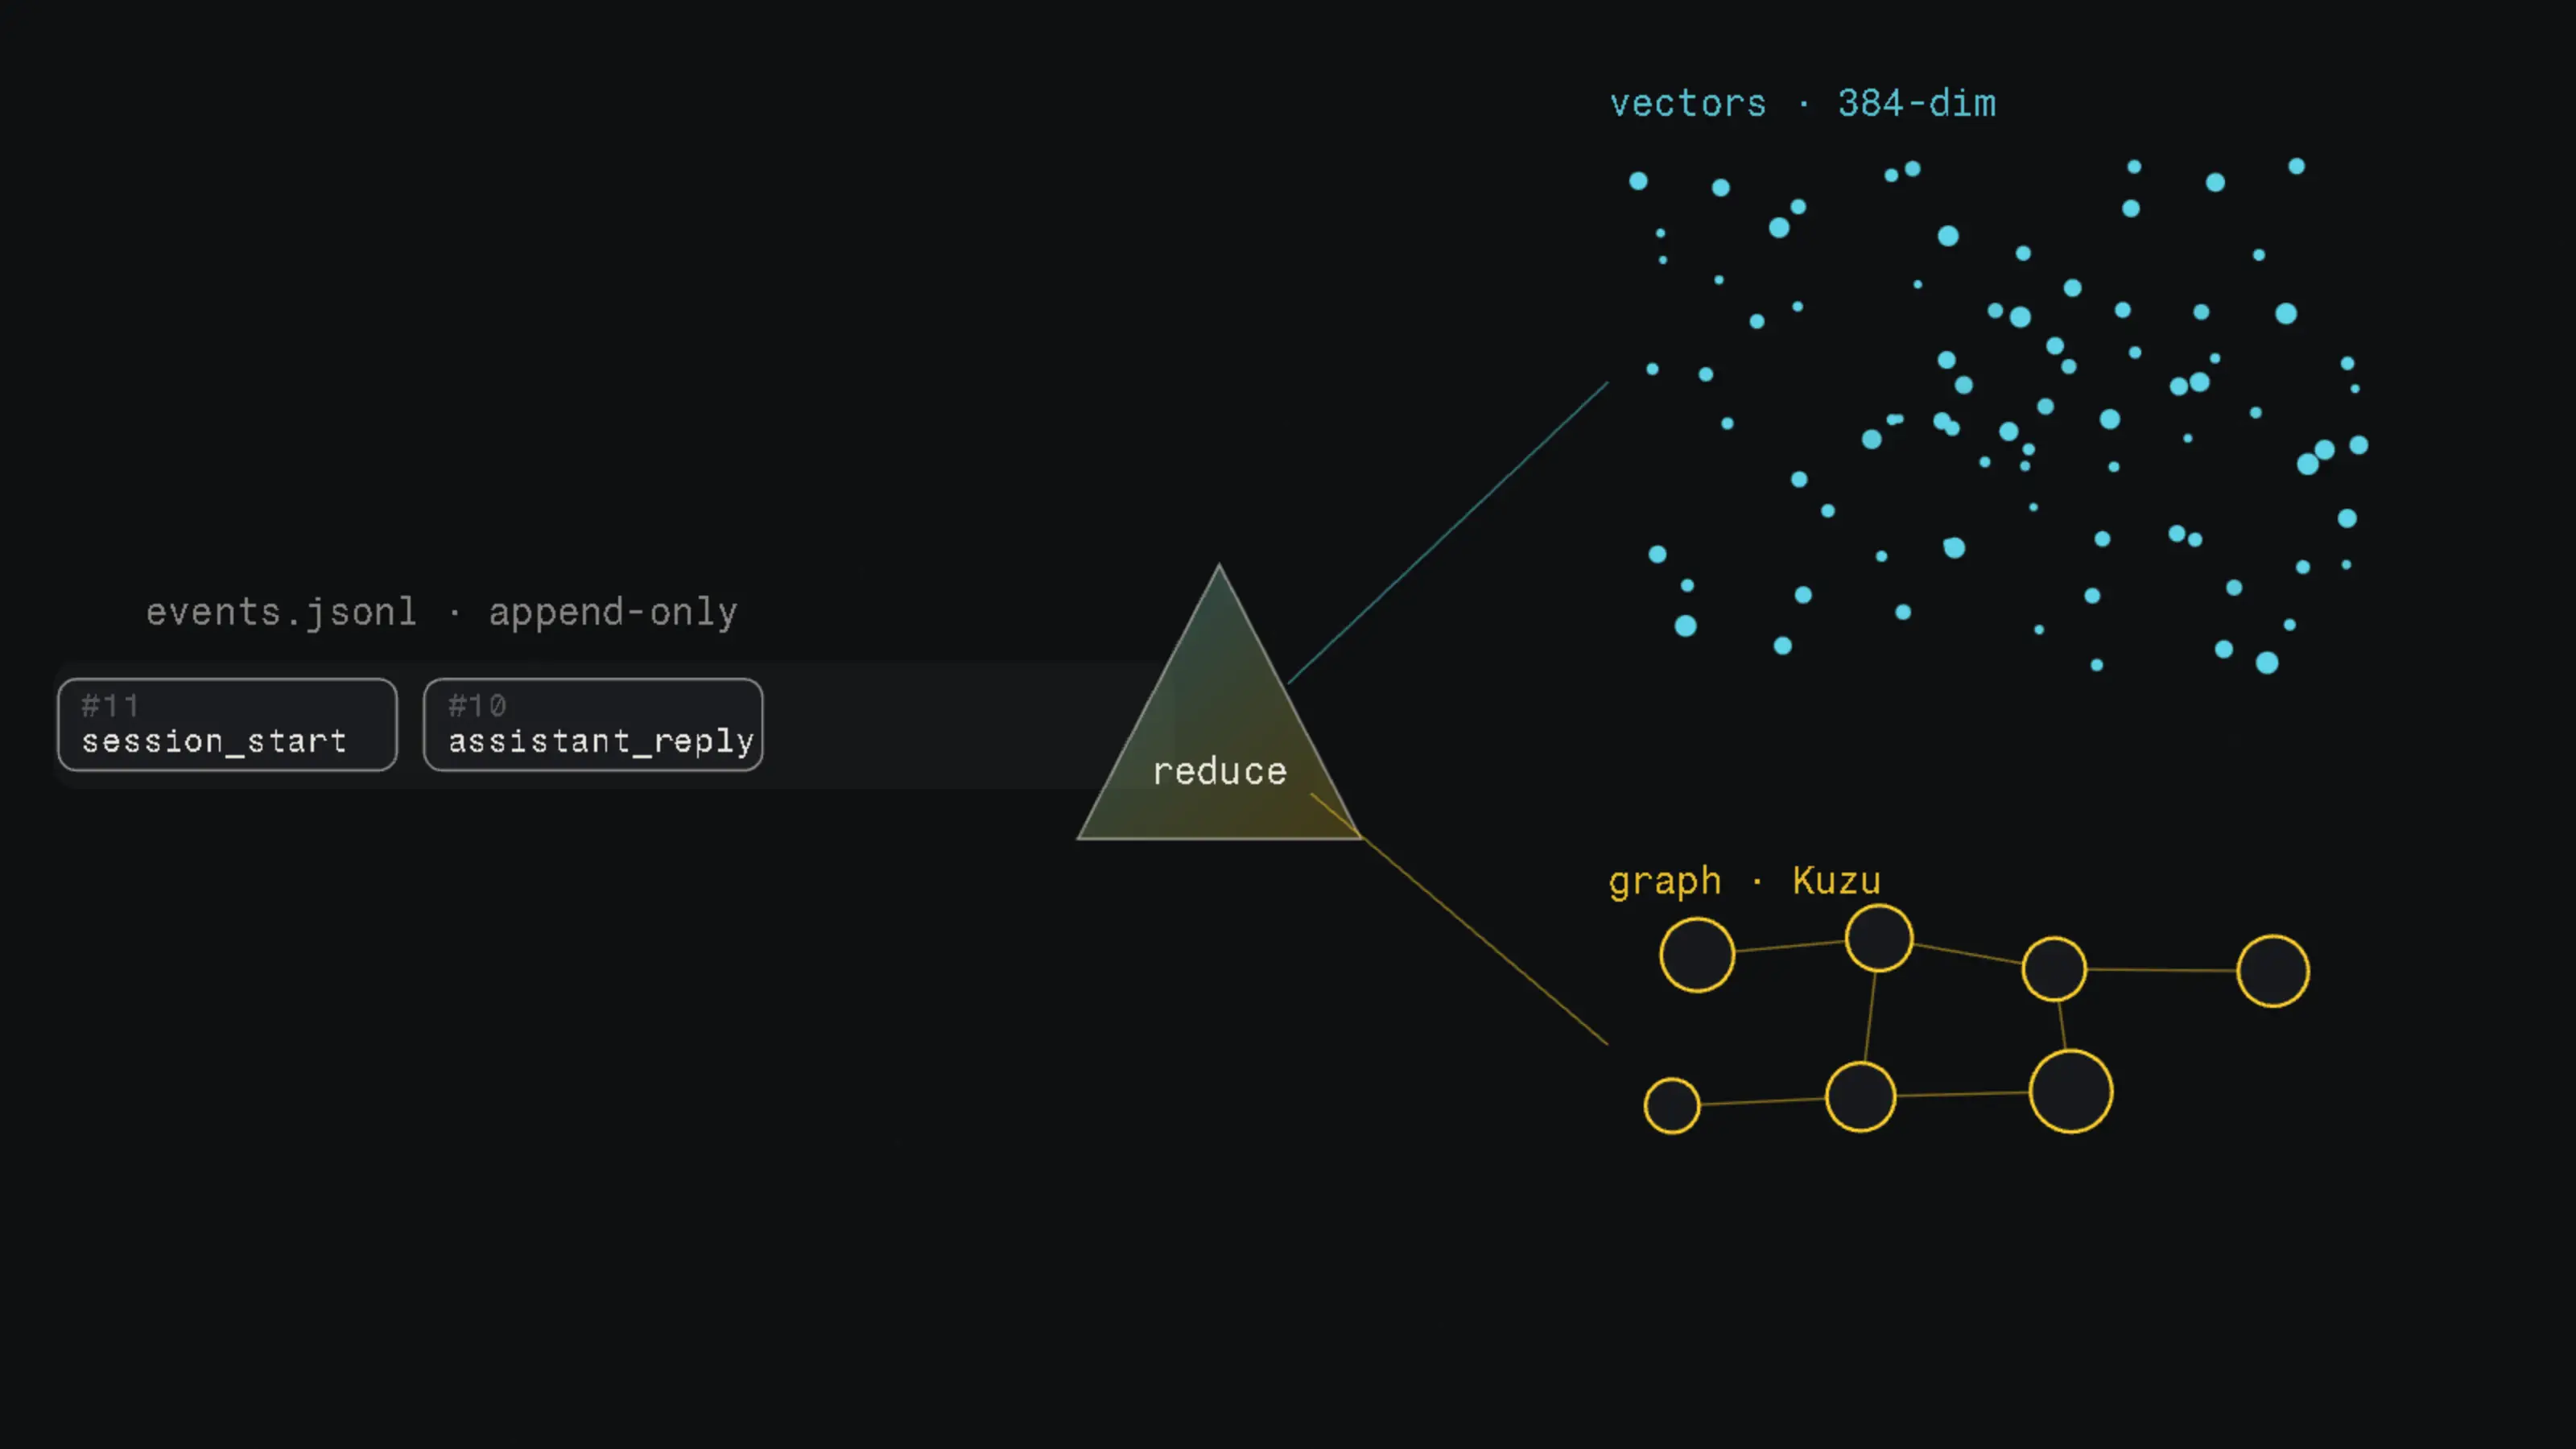 vectors · 384-dim
events.jsonl · append-only
#11
session_start
#10
assistant_reply
reduce
graph · Kuzu